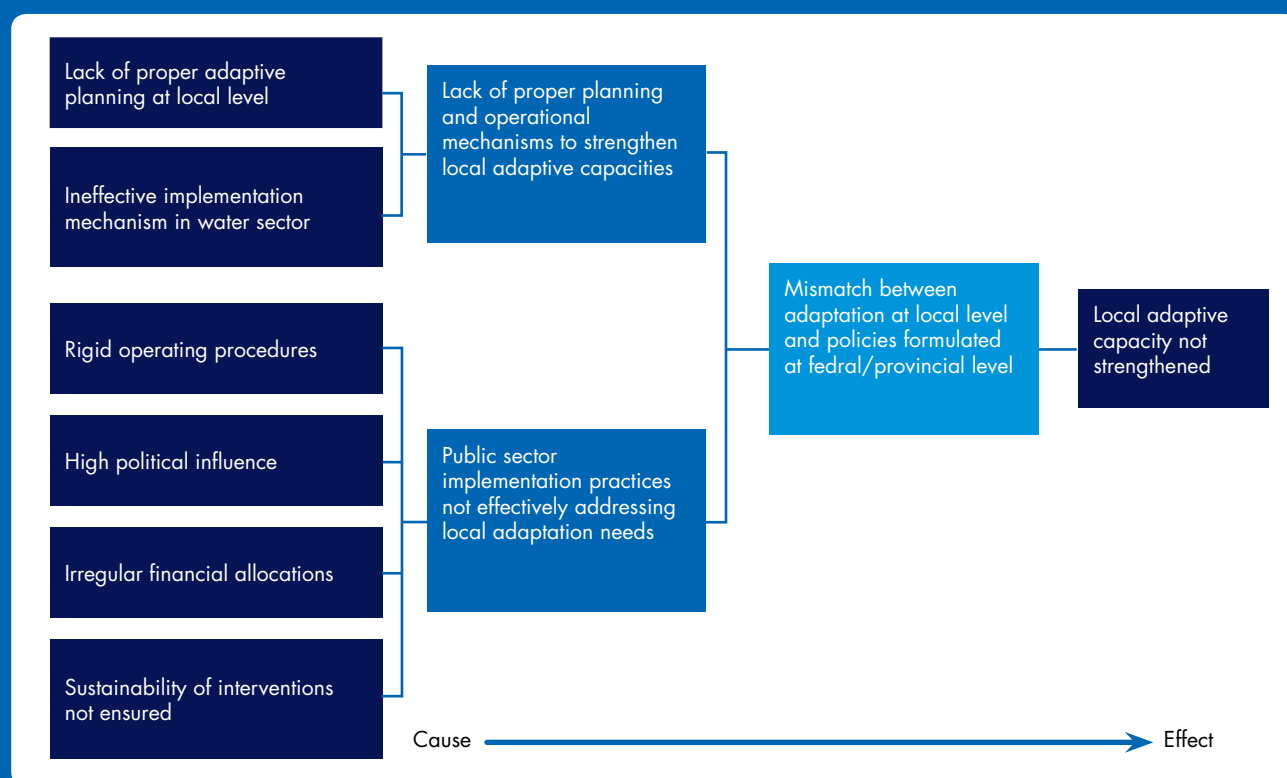 Lack of proper adaptive
planning at local level
Ineffective implementation
mechanism in water sector
Rigid operating procedures
High political influence
Irregular financial allocations
Sustainability of interventions
not ensured
Lack of proper planning
and operational
mechanisms to strengthen
local adaptive capacities
Public sector
implementation practices
not effectively addressing
local adaptation needs
Mismatch between
adaptation at local level
and policies formulated
at fedral/provincial level
Local adaptive
capacity not
strengthened
Cause
Effect